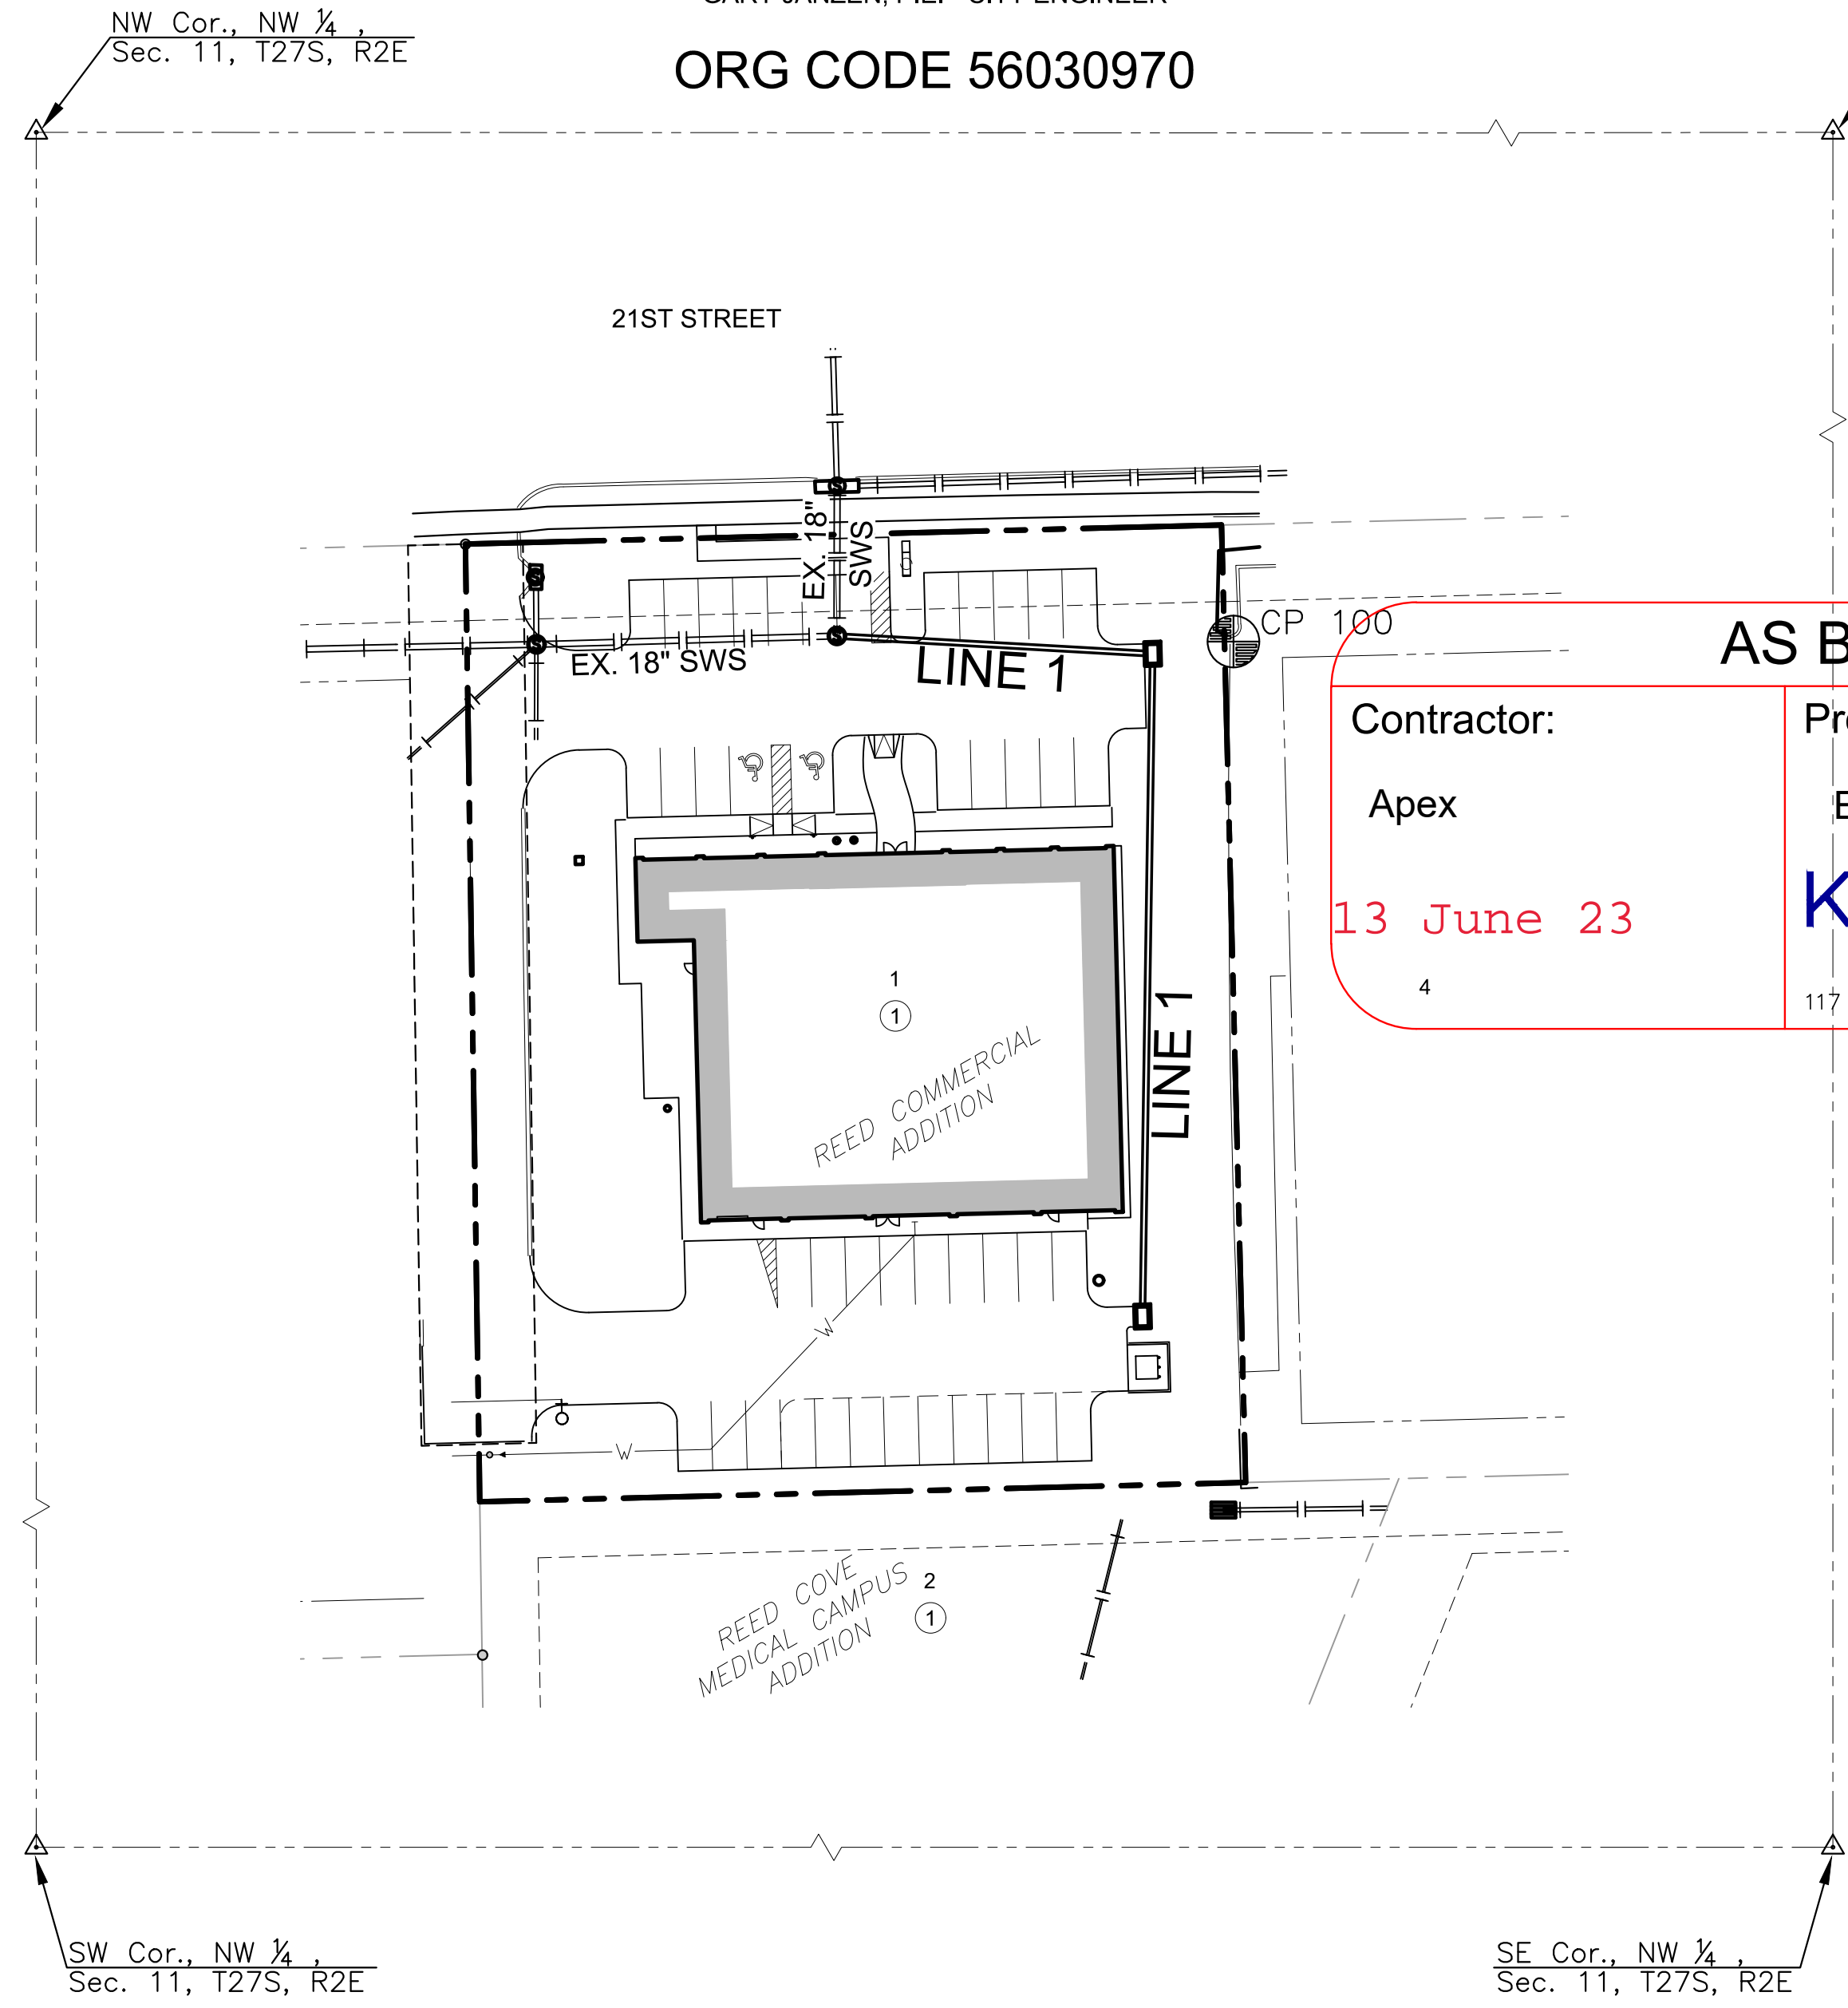 NW Cor., NW ¼ ,
Sec. 11, T27S, R2E
ORG CODE 56030970
21ST STREET
EX. 18"
SWS
EX. 18" SWS
LINE 1
CP 100
AS B
Contractor:
Pr
Apex
13 June 23
K
4
117
LINE 1
1
1
REED COMMERCIAL
ADDITION
W
W
REED COVE
MEDICAL CAMPUS
ADDITION
2
1
SW Cor., NW ¼ ,
Sec. 11, T27S, R2E
SE Cor., NW ¼ ,
Sec. 11, T27S, R2E